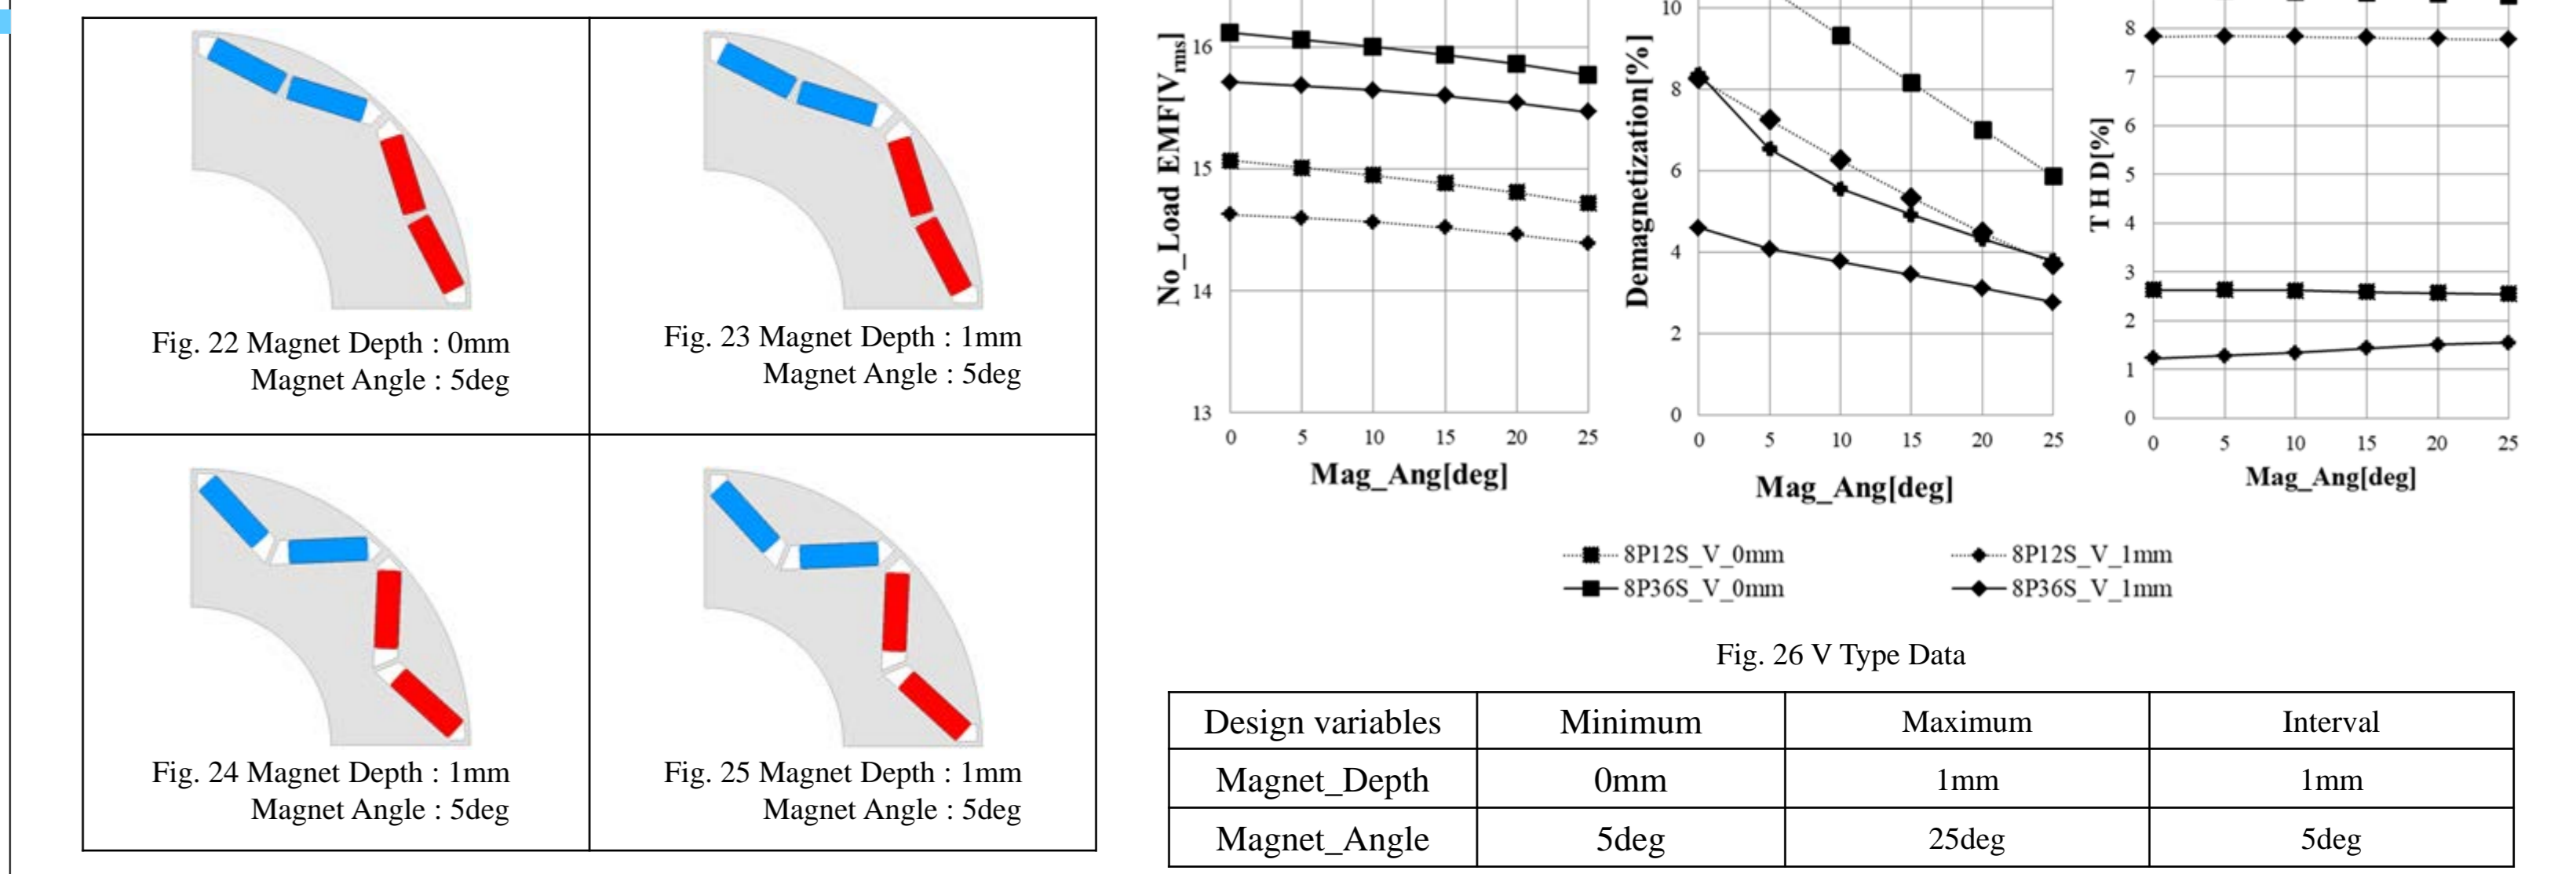 Fig. 22 Magnet Depth : 0mm
Magnet Angle : 5deg
Fig. 23 Magnet Depth : 1mm
Magnet Angle : 5deg
Fig. 24 Magnet Depth : 1mm
Magnet Angle : 5deg
Fig. 25 Magnet Depth : 1mm
Magnet Angle : 5deg
No_Load EMF[Vrms]
16
15
14
13
0 5 10 15 20 25
Mag_Ang[deg]
Demagnetization[%]
10
8
6
4
2
0
0 5 10 15 20 25
Mag_Ang[deg]
T H D[%]
8
7
6
5
4
3
2
1
0
0 5 10 15 20 25
Mag_Ang[deg]
8P12S_V_0mm 8P12S_V_1mm
8P36S_V_0mm 8P36S_V_1mm
Fig. 26 V Type Data
Design variables Minimum Maximum Interval
Magnet_Depth 0mm 1mm 1mm
Magnet_Angle 5deg 25deg 5deg